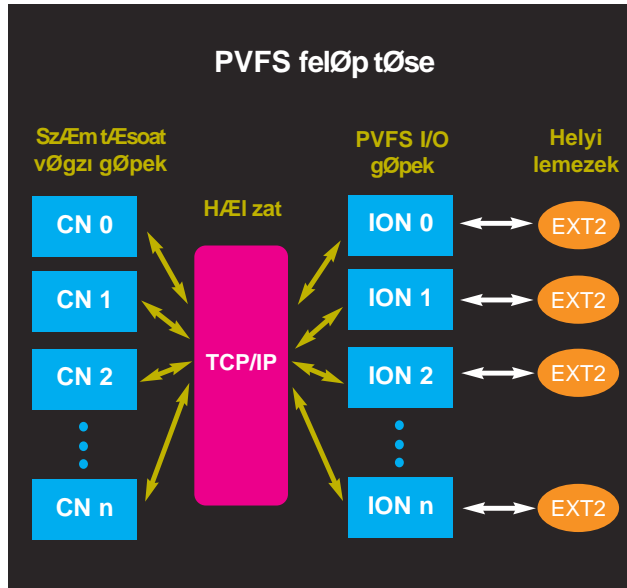 PVFS felØp tØse
SzÆm tÆsoat
vØgzı gØpek
HÆl zat
PVFS I/O
gØpek
Helyi
lemezek
CN 0
ION 0
EXT2
CN 1
ION 1
EXT2
TCP/IP
CN 2
ION 2
EXT2
CN n
ION n
EXT2